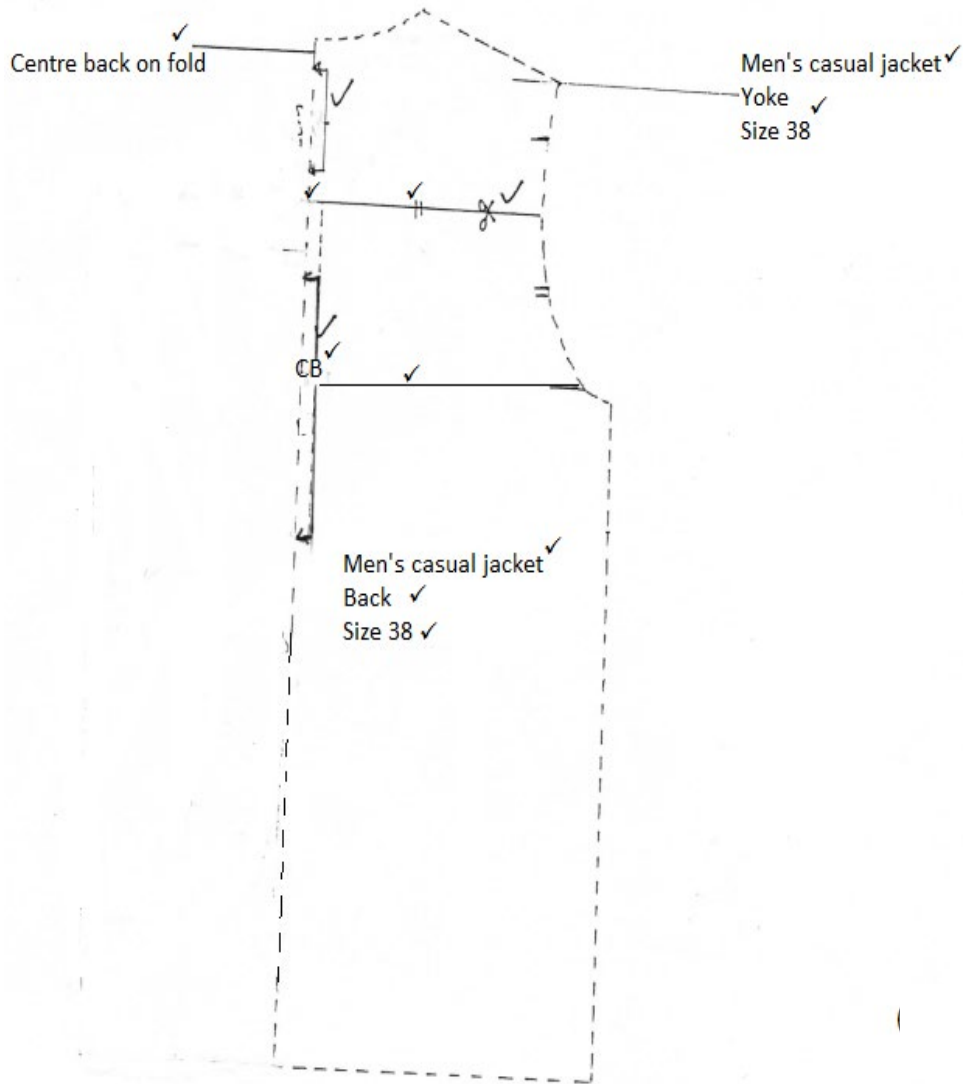 Centre back on fold
Men's casual jacket
Yoke
Size 38
CB
Men's casual jacket
Back
Size 38